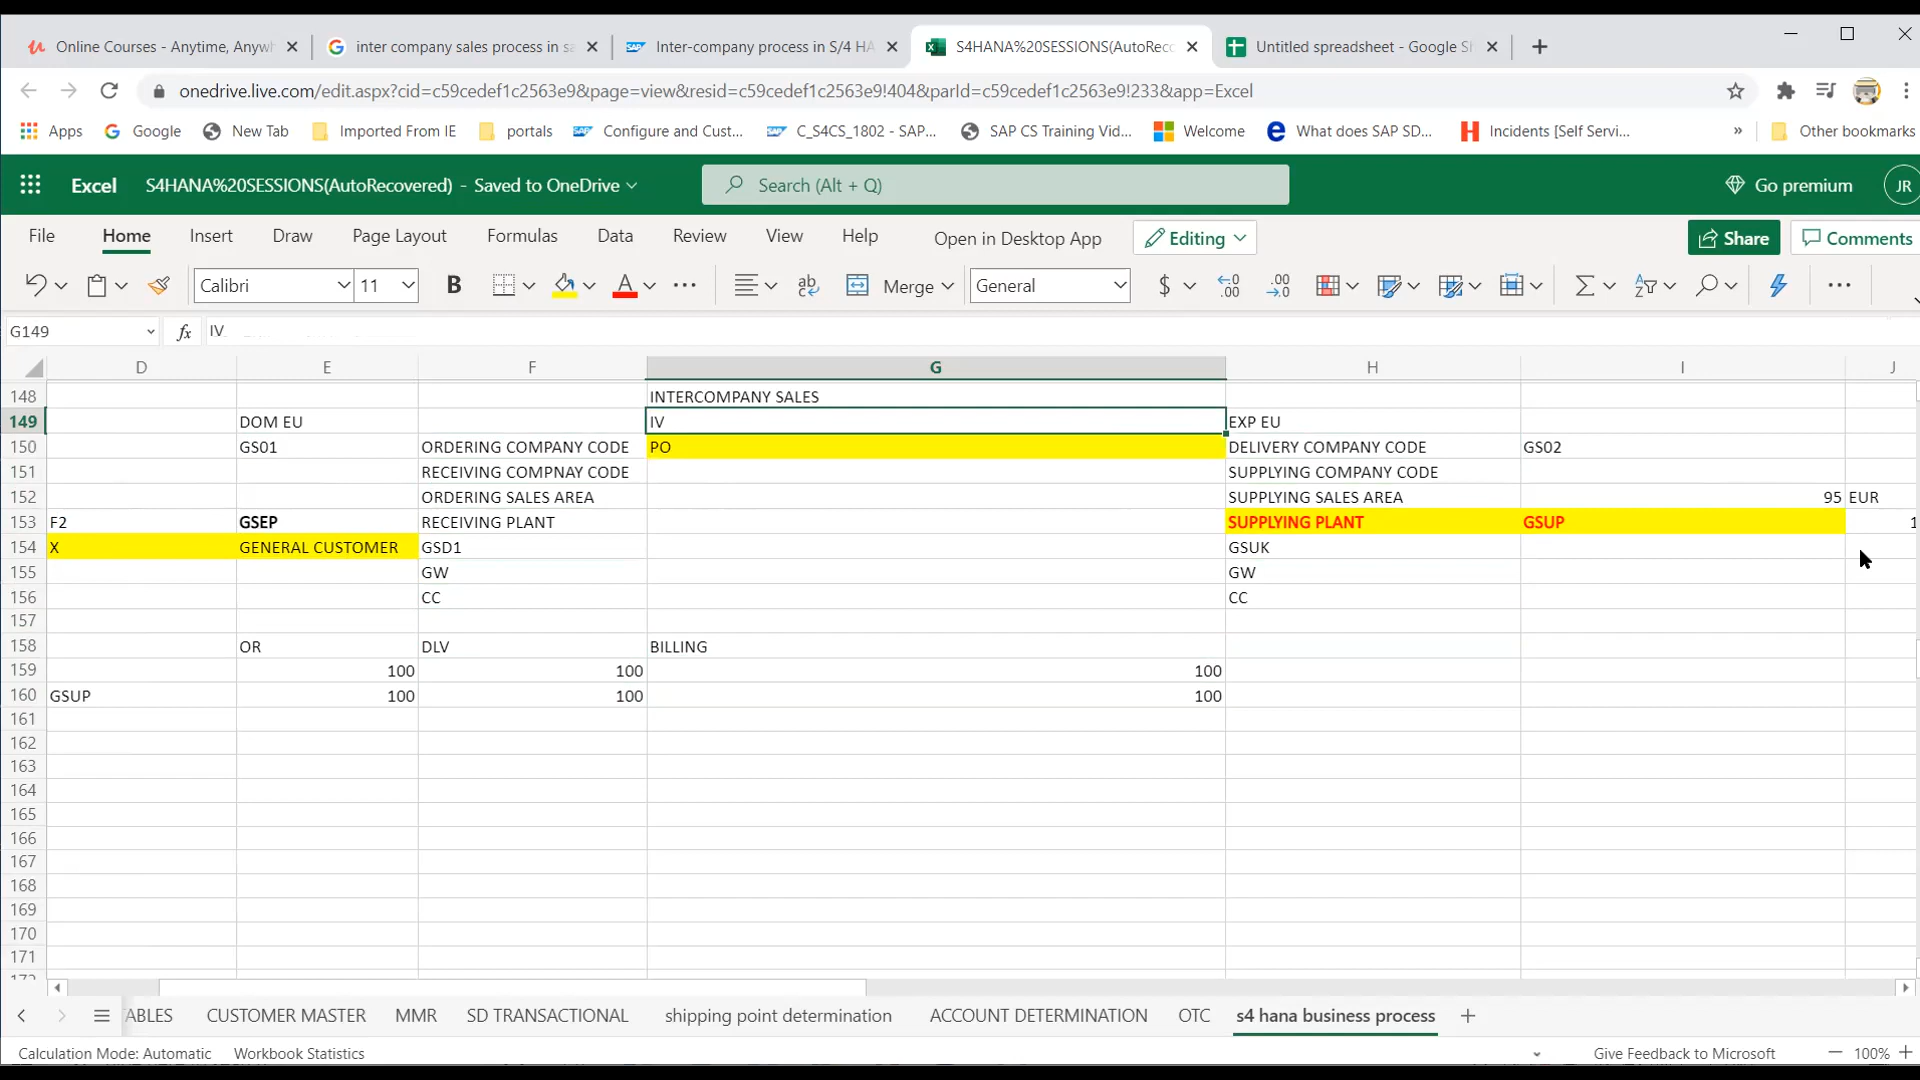 Online Courses - Anytime, Anywh
inter company sales process in sa
Inter-company process in S/4 HA
S4HANA%20SESSIONS(AutoReco
Untitled spreadsheet - Google Sh
onedrive.live.com/edit.aspx?cid=c59cedef1c2563e9&page=view&resid=c59cedef1c2563e9!404&parId=c59cedef1c2563e9!233&app=Excel
Apps Google New Tab Imported From IE portals Configure and Cust... C_S4CS_1802 - SAP... SAP CS Training Vid... Welcome What does SAP SD... Incidents [Self Servi... » Other bookmarks
Excel S4HANA%20SESSIONS(AutoRecovered) - Saved to OneDrive Search (Alt + Q) Go premium JR
File Home Insert Draw Page Layout Formulas Data Review View Help Open in Desktop App Editing Share Comments
Calibri 11 B A ab Merge General $ .00 .00
G149 fx IV
D E F G H I J
148 INTERCOMPANY SALES
149 DOM EU IV EXP EU
150 GS01 ORDERING COMPANY CODE PO DELIVERY COMPANY CODE GS02
151 RECEIVING COMPNAY CODE SUPPLYING COMPANY CODE
152 ORDERING SALES AREA SUPPLYING SALES AREA 95 EUR
153 F2 GSEP RECEIVING PLANT SUPPLYING PLANT GSUP 1
154 X GENERAL CUSTOMER GSD1 GSUK
155 GW GW
156 CC CC
157
158 OR DLV BILLING
159 100 100 100
160 GSUP 100 100 100
161
162
163
164
165
166
167
168
169
170
171
172
ABLES CUSTOMER MASTER MMR SD TRANSACTIONAL shipping point determination ACCOUNT DETERMINATION OTC s4 hana business process
Calculation Mode: Automatic Workbook Statistics Give Feedback to Microsoft 100%